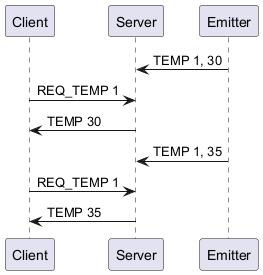 Client Server Emitter
TEMP 1, 30
REQ_TEMP 1
TEMP 30
TEMP 1, 35
REQ_TEMP 1
TEMP 35
Client Server Emitter